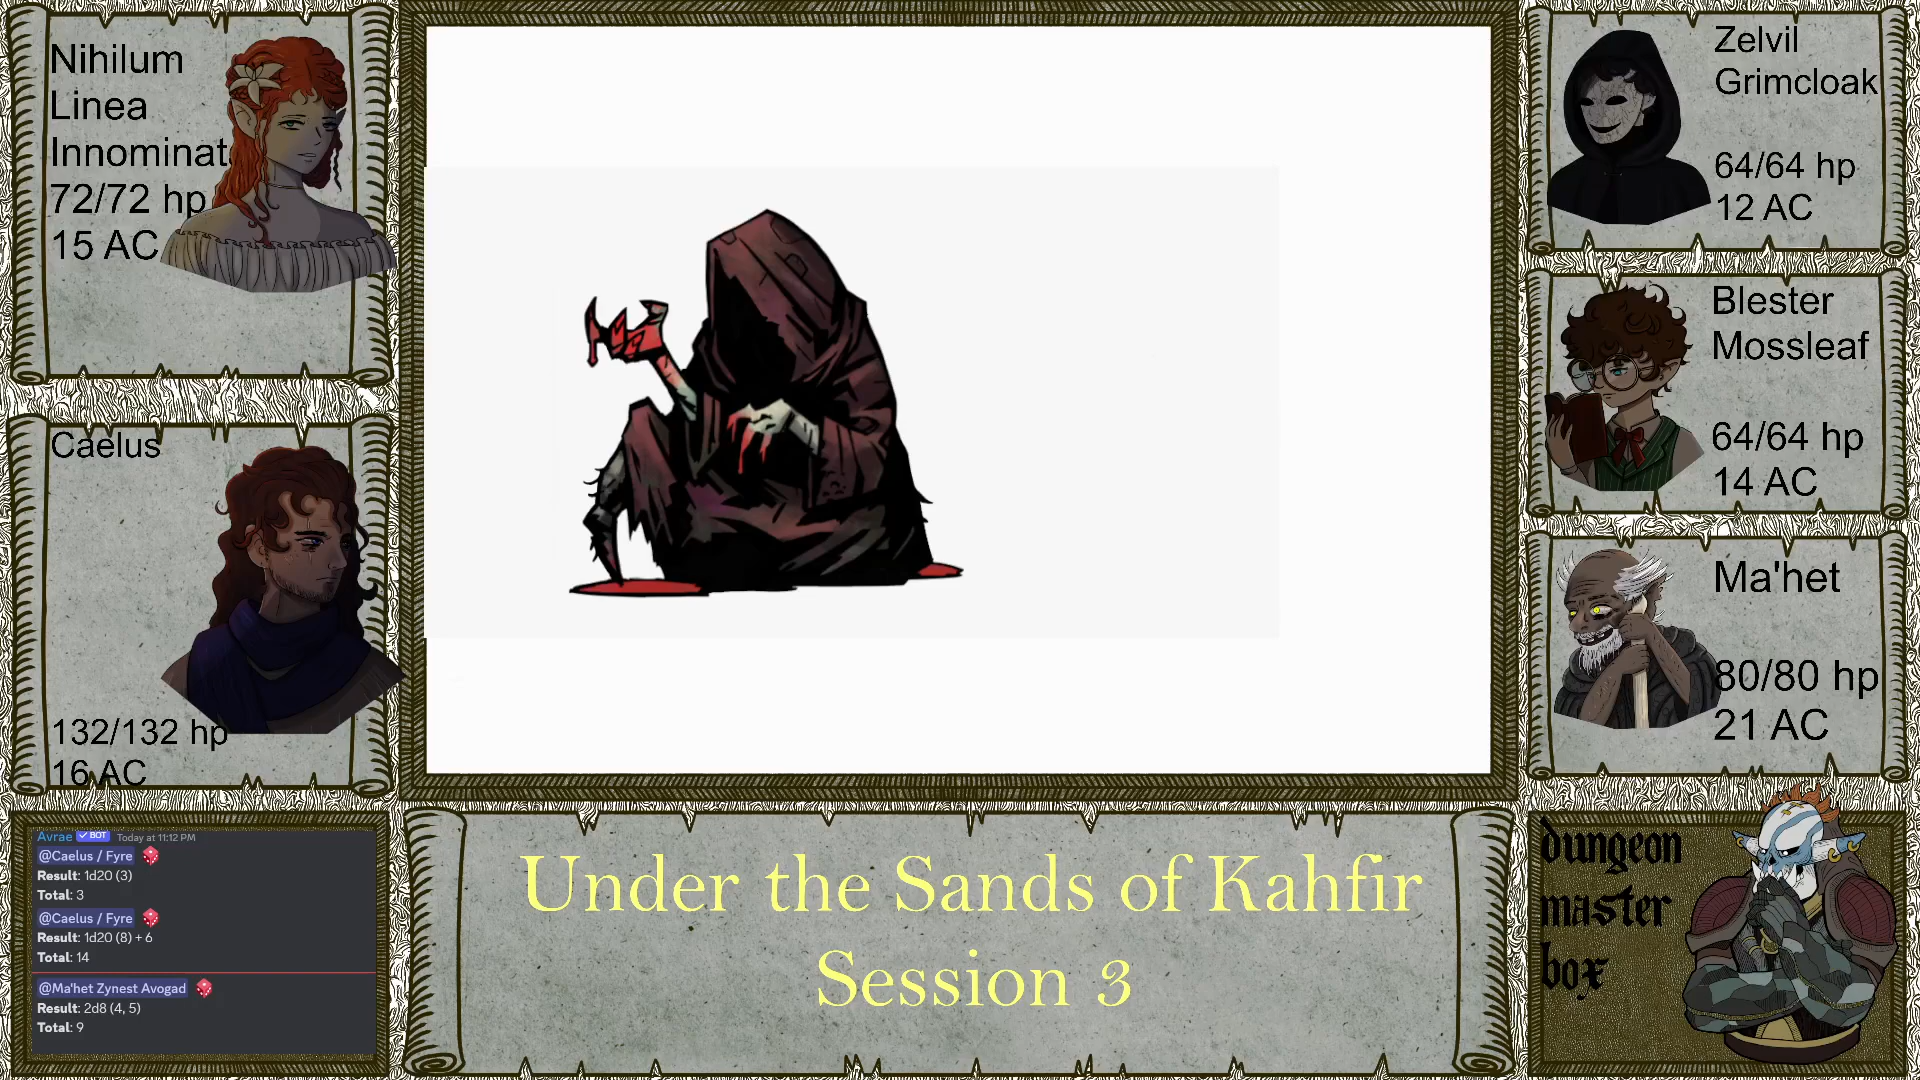 Nihilum
Linea
Innominat
72/72 hp
15 AC
Caelus
132/132 hp
16 AC
Avrae BOT Today at 11:12 PM
@Caelus / Fyre
Result: 1d20 (3)
Total: 3
@Caelus / Fyre
Result: 1d20 (8) + 6
Total: 14
@Ma'het Zynest Avogad
Result: 2d8 (4, 5)
Total: 9
Under the Sands of Kahfir
Session 3
Zelvil
Grimcloak
64/64 hp
12 AC
Blester
Mossleaf
64/64 hp
14 AC
Ma'het
80/80 hp
21 AC
dungeon
master
box